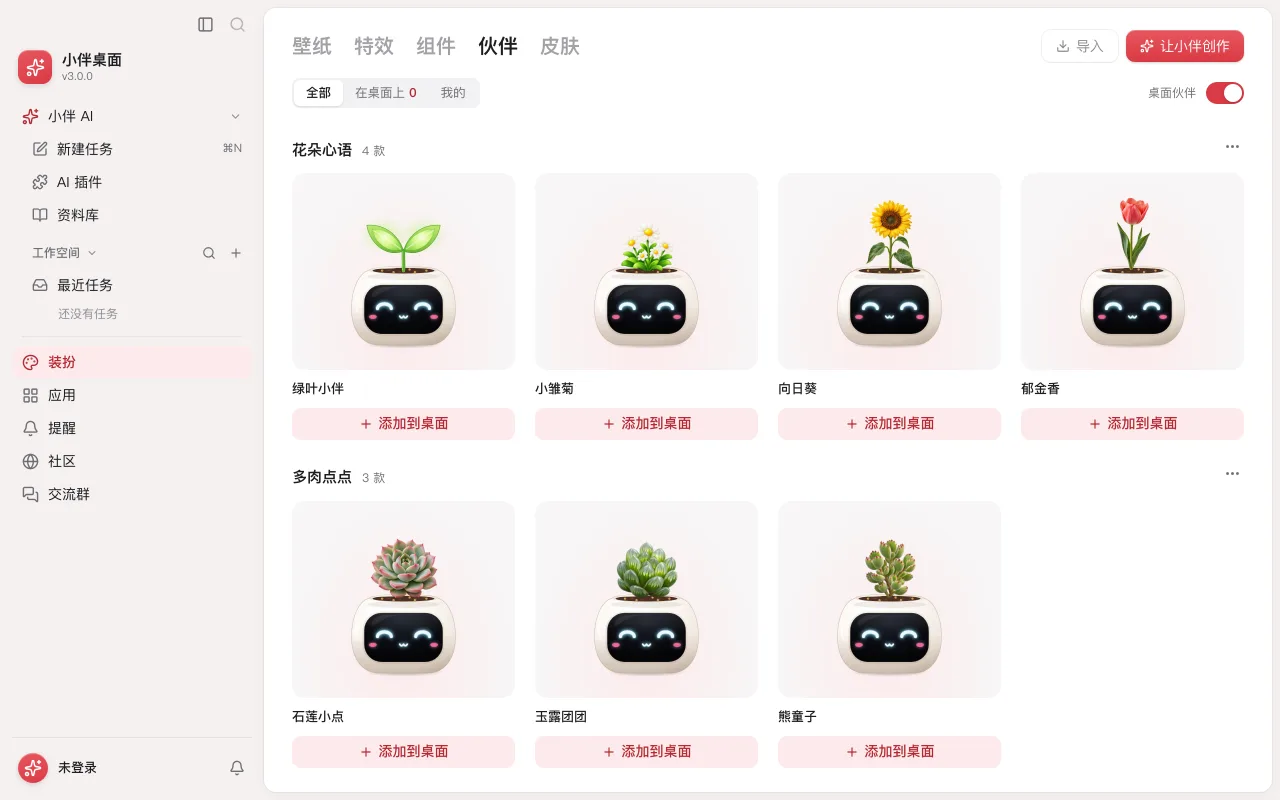 小伴桌面
v3.0.0
小伴 AI
新建任务 ⌘N
AI 插件
资料库
工作空间
最近任务
还没有任务
装扮
应用
提醒
社区
交流群
未登录
壁纸 特效 组件 伙伴 皮肤
导入 让小伴创作
全部 在桌面上 0 我的
桌面伙伴
花朵心语 4 款
绿叶小伴 小雏菊 向日葵 郁金香
+ 添加到桌面 + 添加到桌面 + 添加到桌面 + 添加到桌面
多肉点点 3 款
石莲小点 玉露团团 熊童子
+ 添加到桌面 + 添加到桌面 + 添加到桌面